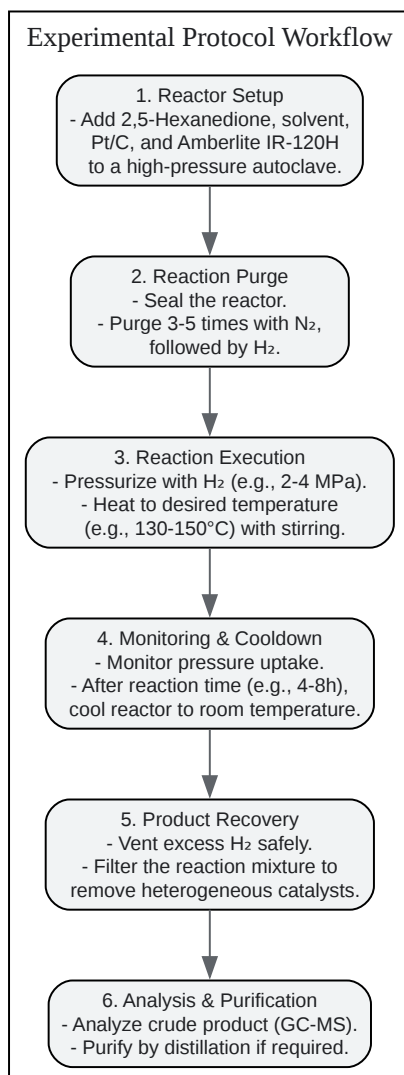 Experimental Protocol Workflow
1. Reactor Setup
- Add 2,5-Hexanedione, solvent,
Pt/C, and Amberlite IR-120H
to a high-pressure autoclave.
2. Reaction Purge
- Seal the reactor.
- Purge 3-5 times with N₂,
followed by H₂.
3. Reaction Execution
- Pressurize with H₂ (e.g., 2-4 MPa).
- Heat to desired temperature
(e.g., 130-150°C) with stirring.
4. Monitoring & Cooldown
- Monitor pressure uptake.
- After reaction time (e.g., 4-8h),
cool reactor to room temperature.
5. Product Recovery
- Vent excess H₂ safely.
- Filter the reaction mixture to
remove heterogeneous catalysts.
6. Analysis & Purification
- Analyze crude product (GC-MS).
- Purify by distillation if required.